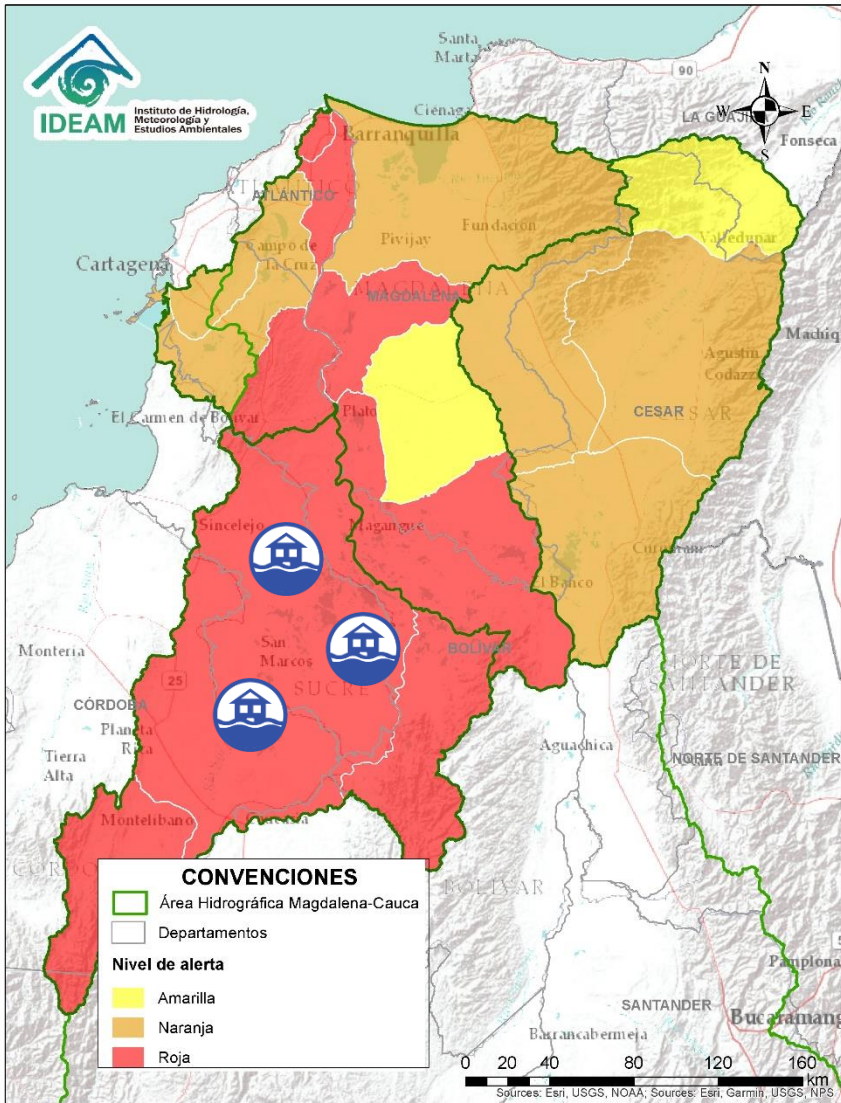 IDEAM
Instituto de Hidrología,
Meteorología y
Estudios Ambientales
Santa
Marta
90
N
W
E
S
Ciénaga
LA GUAJI
Fonseca
Barranquilla
ATLÁNTICO
Valledupar
Fundación
Pivijay
Campo de
la Cruz
Cartagena
MAGDALENA
Machiq
Agustín
Codazzi
El Carmen de Bolívar
Plato
CESAR
Sincelejo
Magangué
El Banco
Montería
San
Marcos
BOLÍVAR
SUCRE
25
NORTE DE
SANTANDER
CÓRDOBA
Planeta
Rica
Aguachica
NORTE DE SANTANDER
Tierra
Alta
Montelíbano
CONVENCIONES
Área Hidrográfica Magdalena-Cauca
Departamentos
Nivel de alerta
Amarilla
Naranja
Roja
BOLÍVAR
Pamplona
SANTANDER
Bucaramang
Barrancabermeja
0 20 40 80 120 160
km
Sources: Esri, USGS, NOAA; Sources: Esri, Garmin, USGS, NPS